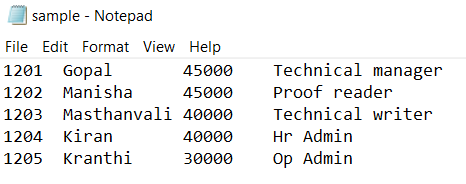 sample - Notepad
File Edit Format View Help
1201 Gopal 45000 Technical manager
1202 Manisha 45000 Proof reader
1203 Masthanvali 40000 Technical writer
1204 Kiran 40000 Hr Admin
1205 Kranthi 30000 Op Admin